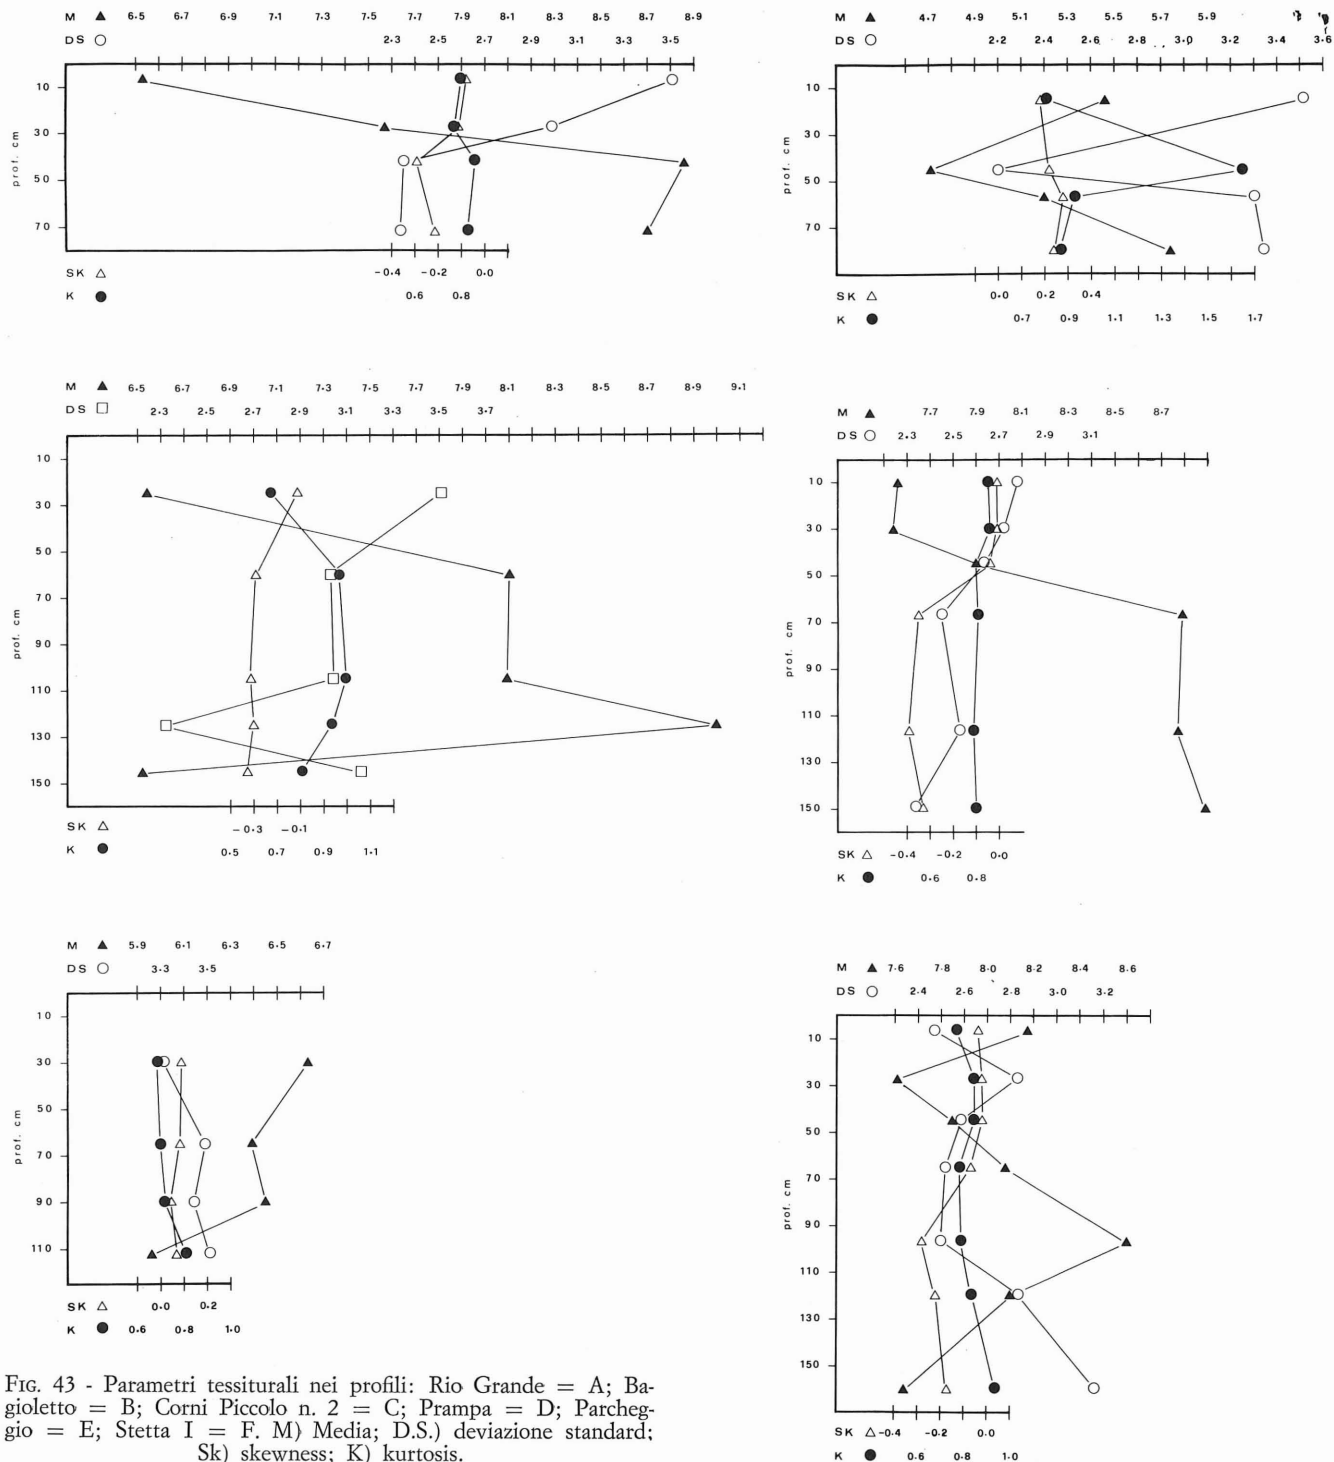 M ▲ 6.5 6.7 6.9 7.1 7.3 7.5 7.7 7.9 8.1 8.3 8.5 8.7 8.9
DS ○ 2.3 2.5 2.7 2.9 3.1 3.3 3.5
10
30
50
70
prof. cm
SK △ -0.4 -0.2 0.0
K ● 0.6 0.8
M ▲ 4.7 4.9 5.1 5.3 5.5 5.7 5.9
DS ○ 2.2 2.4 2.6 2.8 3.0 3.2 3.4 3.6
10
30
50
70
prof. cm
SK △ 0.0 0.2 0.4
K ● 0.7 0.9 1.1 1.3 1.5 1.7
M ▲ 6.5 6.7 6.9 7.1 7.3 7.5 7.7 7.9 8.1 8.3 8.5 8.7 8.9 9.1
DS □ 2.3 2.5 2.7 2.9 3.1 3.3 3.5 3.7
10
30
50
70
90
110
130
150
prof. cm
SK △ -0.3 -0.1
K ● 0.5 0.7 0.9 1.1
M ▲ 7.7 7.9 8.1 8.3 8.5 8.7
DS ○ 2.3 2.5 2.7 2.9 3.1
10
30
50
70
90
110
130
150
prof. cm
SK △ -0.4 -0.2 0.0
K ● 0.6 0.8
M ▲ 5.9 6.1 6.3 6.5 6.7
DS ○ 3.3 3.5
10
30
50
70
90
110
prof. cm
SK △ 0.0 0.2
K ● 0.6 0.8 1.0
M ▲ 7.6 7.8 8.0 8.2 8.4 8.6
DS ○ 2.4 2.6 2.8 3.0 3.2
10
30
50
70
90
110
130
150
prof. cm
SK △ -0.4 -0.2 0.0
K ● 0.6 0.8 1.0
FIG. 43 - Parametri tessiturali nei profili: Rio Grande = A; Ba-
gioletto = B; Corni Piccolo n. 2 = C; Prampa = D; Parcheg-
gio = E; Stetta I = F. M) Media; D.S.) deviazione standard;
Sk) skewness; K) kurtosis.